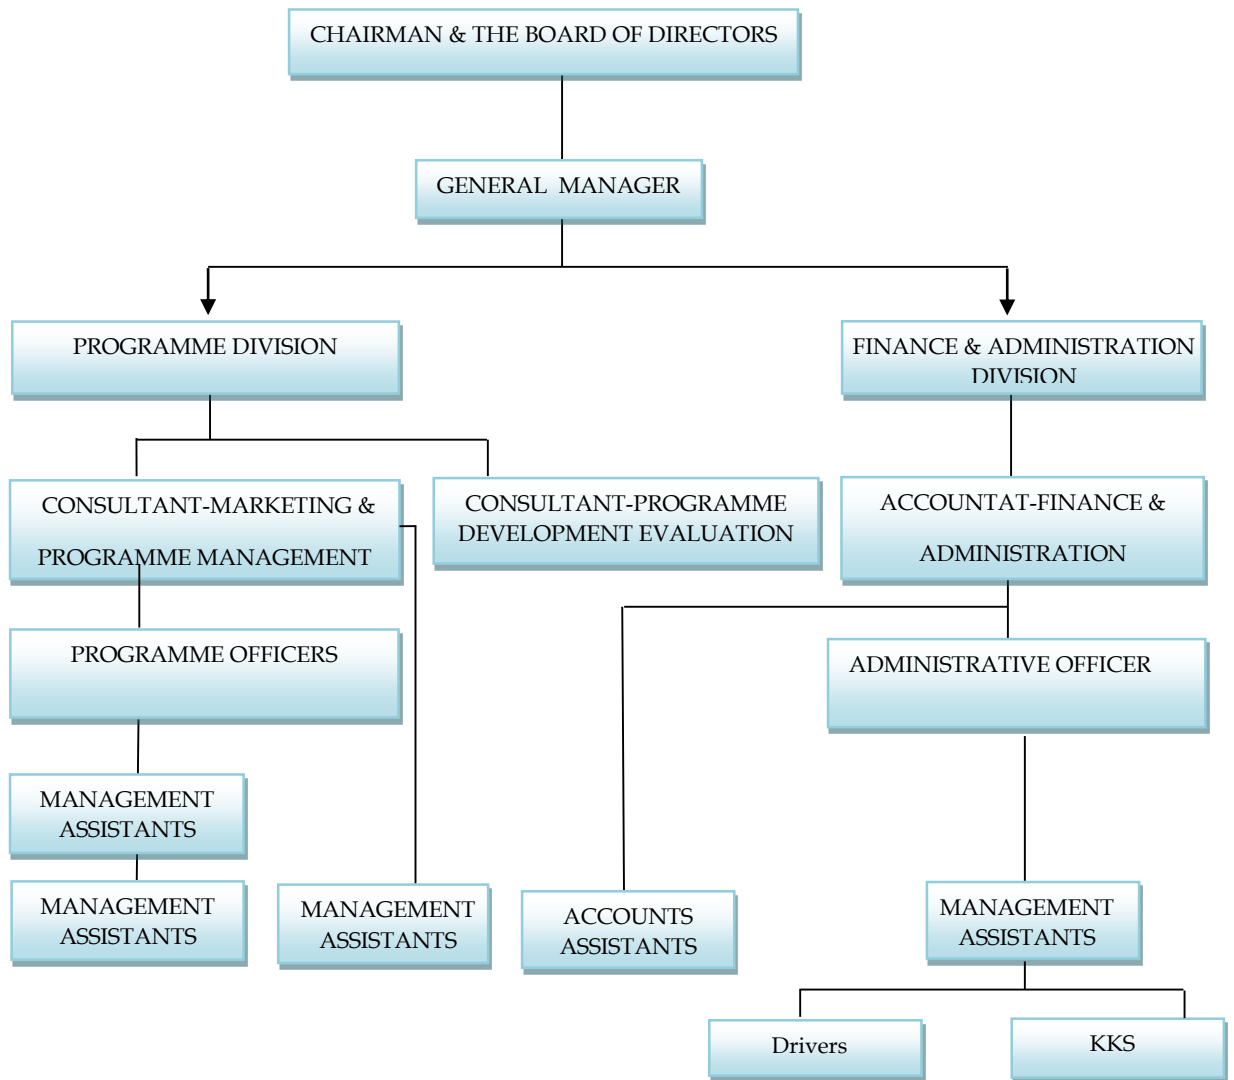 CHAIRMAN & THE BOARD OF DIRECTORS
GENERAL MANAGER
PROGRAMME DIVISION
FINANCE & ADMINISTRATION
DIVISION
CONSULTANT-MARKETING &
PROGRAMME MANAGEMENT
CONSULTANT-PROGRAMME
DEVELOPMENT EVALUATION
ACCOUNTAT-FINANCE &
ADMINISTRATION
PROGRAMME OFFICERS
ADMINISTRATIVE OFFICER
MANAGEMENT
ASSISTANTS
MANAGEMENT
ASSISTANTS
MANAGEMENT
ASSISTANTS
ACCOUNTS
ASSISTANTS
MANAGEMENT
ASSISTANTS
Drivers
KKS